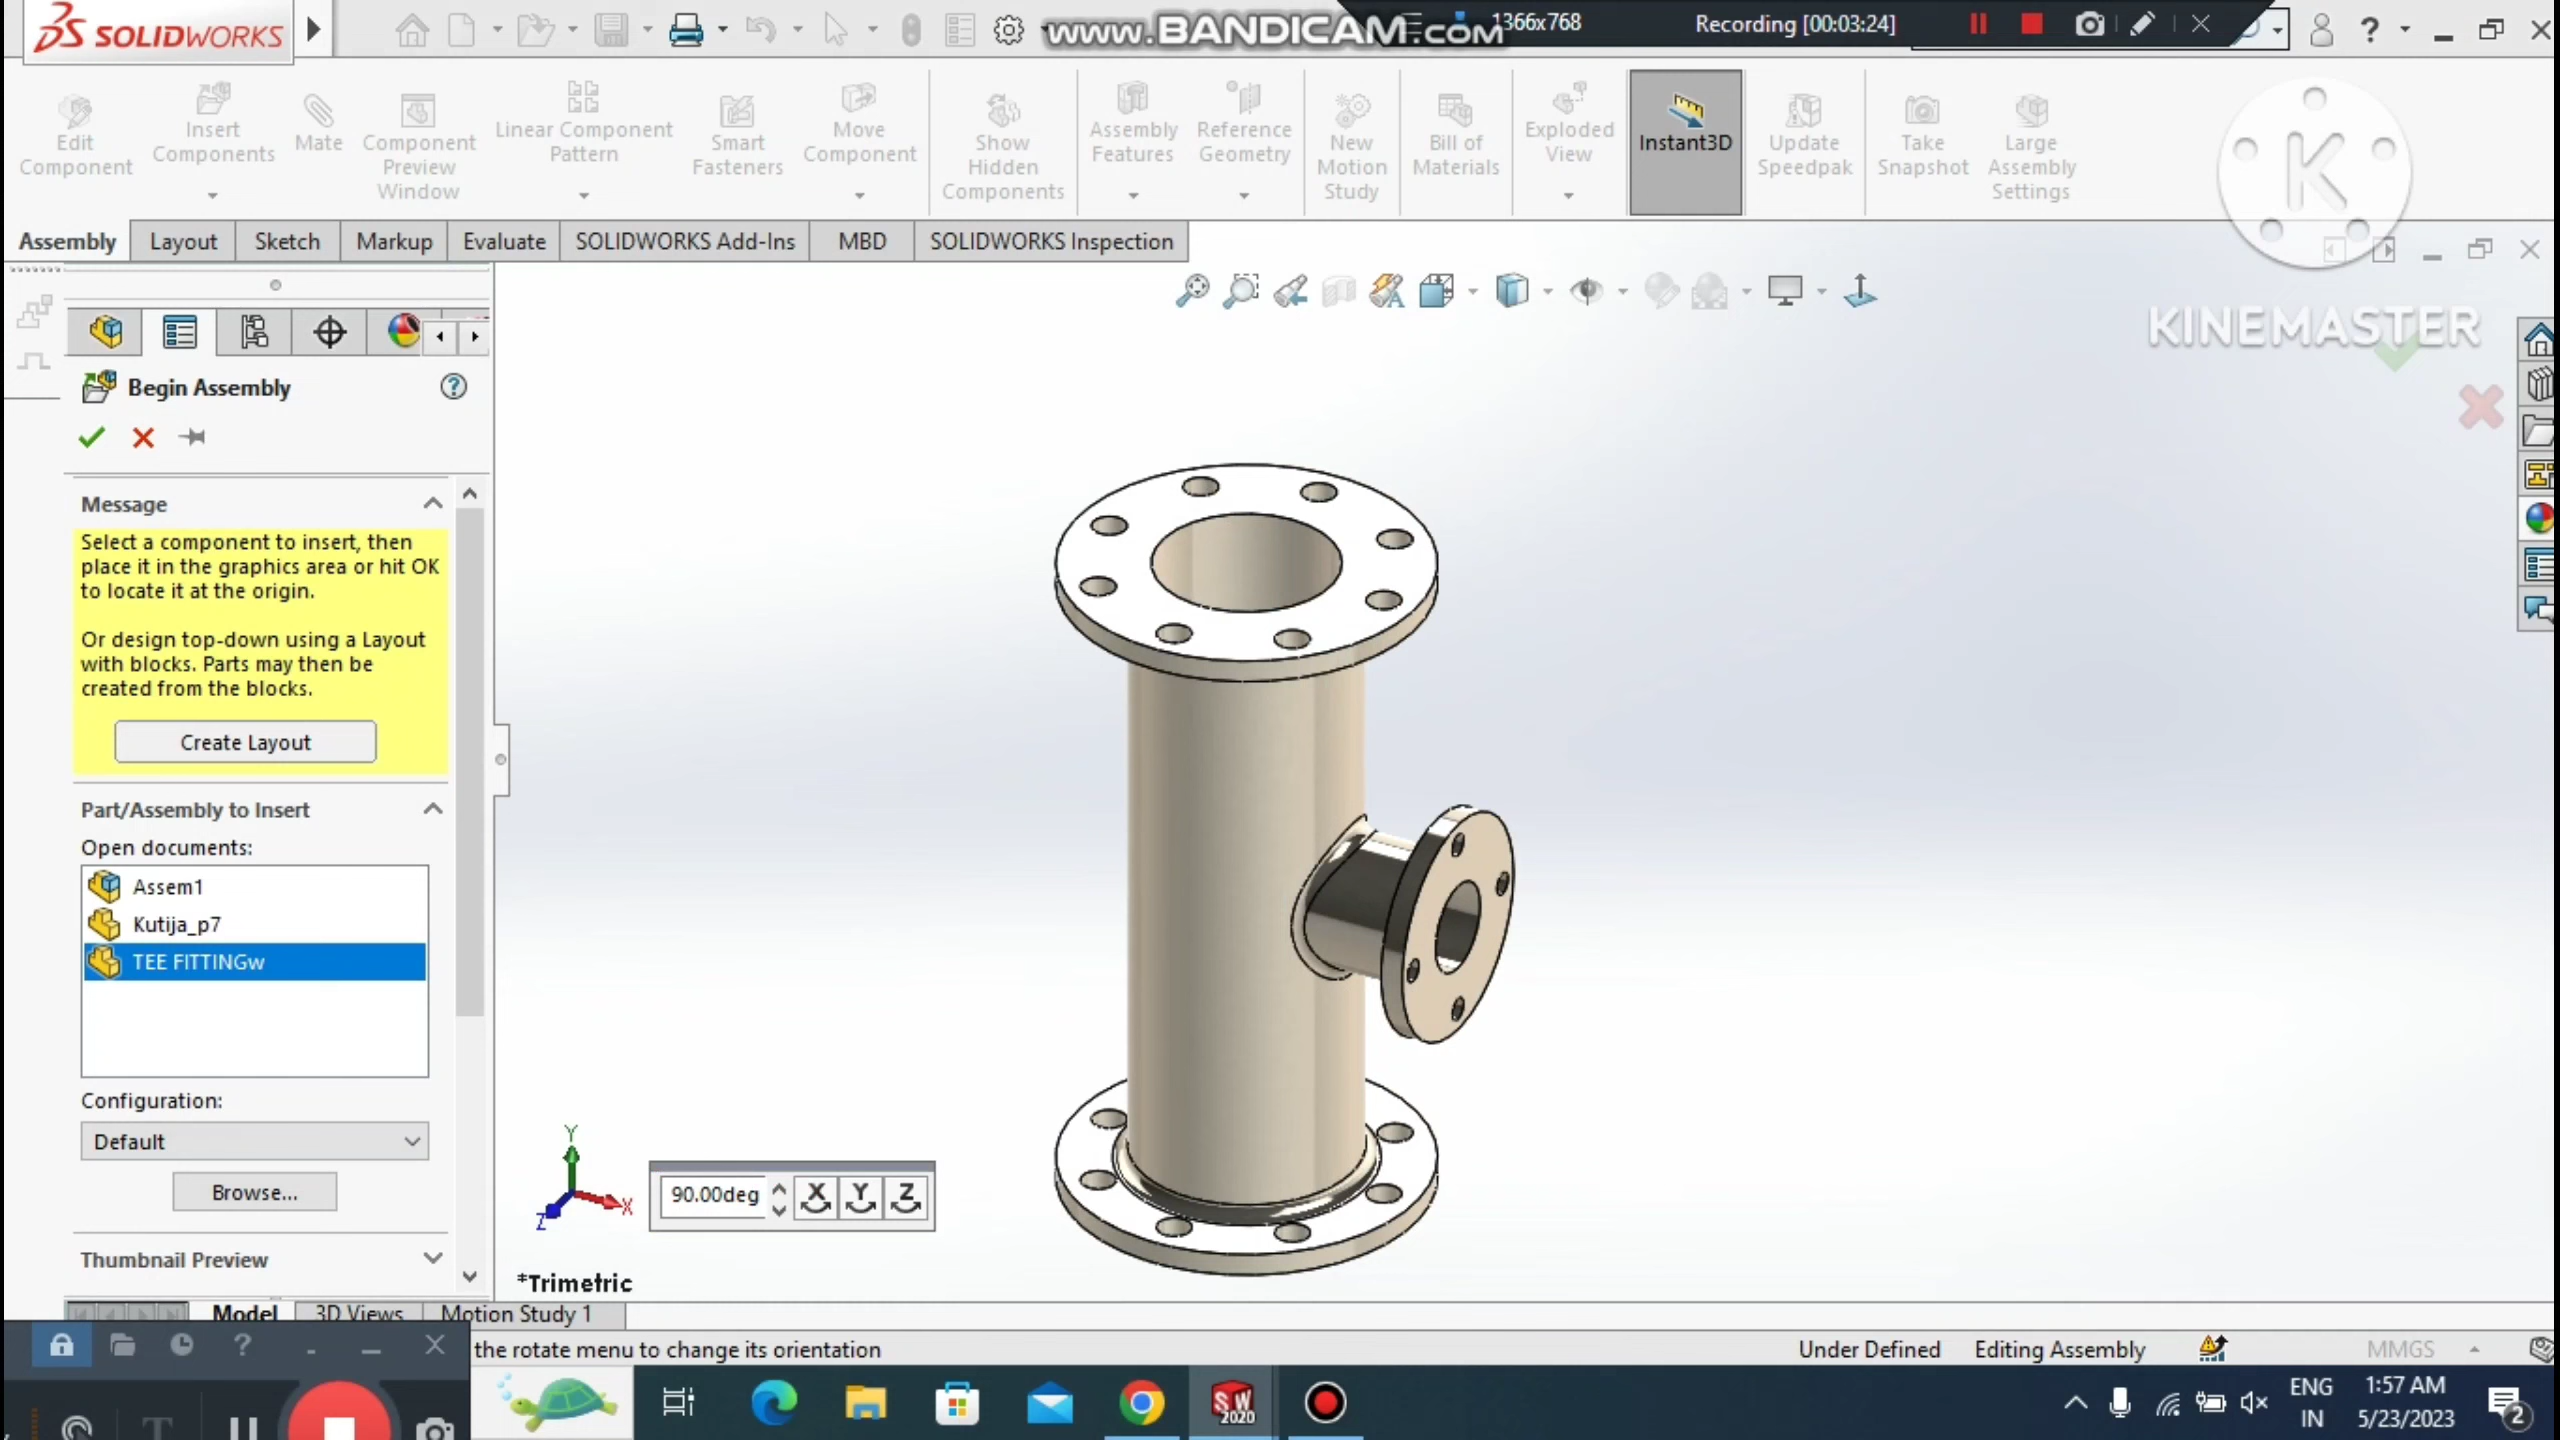 SOLIDWORKS
www.BANDICAM.com
1366x768
Recording [00:03:24]
?
Edit
Component
Insert
Components
Mate
Component
Preview
Window
Linear Component
Pattern
Smart
Fasteners
Move
Component
Show
Hidden
Components
Assembly
Features
Reference
Geometry
New
Motion
Study
Bill of
Materials
Exploded
View
Instant3D
Update
Speedpak
Take
Snapshot
Large
Assembly
Settings
K
KINEMASTER
Assembly
Layout
Sketch
Markup
Evaluate
SOLIDWORKS Add-Ins
MBD
SOLIDWORKS Inspection
Begin Assembly
?
Message
Select a component to insert, then
place it in the graphics area or hit OK
to locate it at the origin.
Or design top-down using a Layout
with blocks. Parts may then be
created from the blocks.
Create Layout
Part/Assembly to Insert
Open documents:
Assem1
Kutija_p7
TEE FITTINGw
Configuration:
Default
Browse...
Thumbnail Preview
Y
X
Z
90.00deg
X
Y
Z
*Trimetric
Model
3D Views
Motion Study 1
?
the rotate menu to change its orientation
Under Defined
Editing Assembly
MMGS
T
SW
2020
ENG
IN
1:57 AM
5/23/2023
2